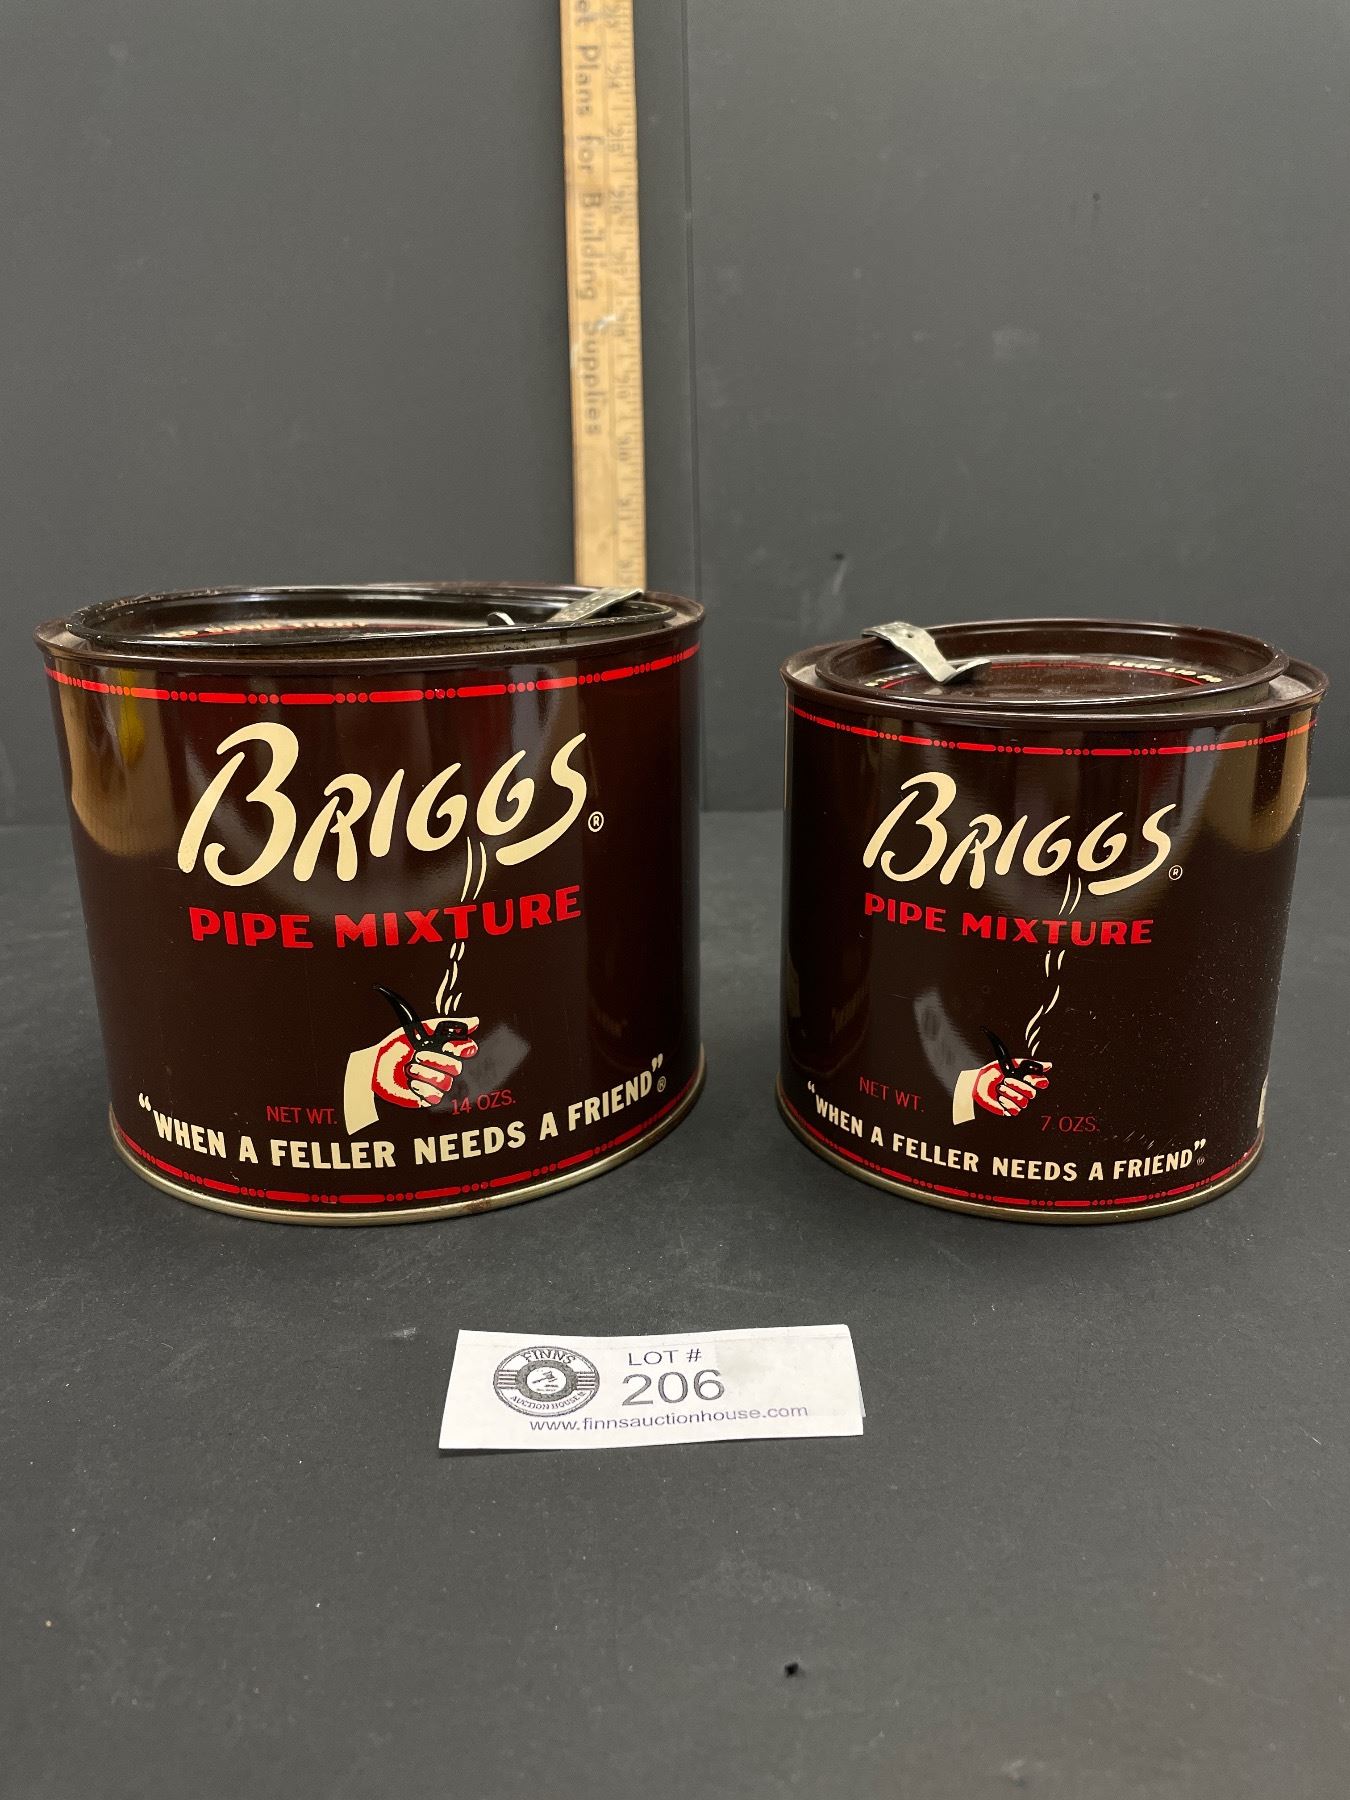 et Plans for Building Supplies
BRIGGS®
PIPE MIXTURE
NET WT. 14 OZS.
"WHEN A FELLER NEEDS A FRIEND"®
BRIGGS®
PIPE MIXTURE
NET WT. 7 OZS.
"WHEN A FELLER NEEDS A FRIEND"®
FINNS
AUCTION HOUSE
LOT #
206
www.finnsauctionhouse.com